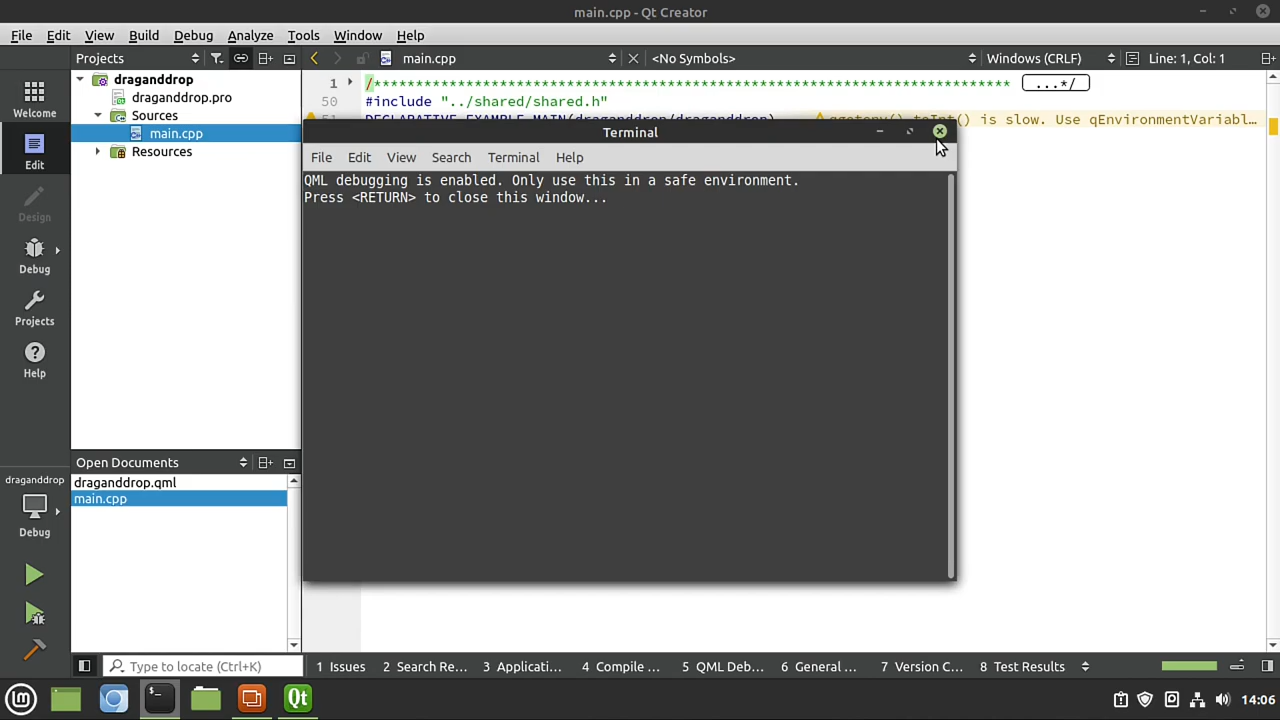 main.cpp - Qt Creator
File Edit View Build Debug Analyze Tools Window Help
Projects
main.cpp
<No Symbols>
Windows (CRLF)
Line: 1, Col: 1
Welcome
Edit
Design
Debug
Projects
Help
draganddrop
Debug
draganddrop
draganddrop.pro
Sources
main.cpp
Resources
Open Documents
draganddrop.qml
main.cpp
1 /******************************************************************************* ...*/
50 #include "../shared/shared.h"
51 DECLARATIVE_EXAMPLE_MAIN(draganddrop/draganddrop)
is slow. Use qEnvironmentVariabl...
Terminal
File Edit View Search Terminal Help
QML debugging is enabled. Only use this in a safe environment.
Press <RETURN> to close this window...
Type to locate (Ctrl+K)
1 Issues
2 Search Re...
3 Applicati...
4 Compile ...
5 QML Deb...
6 General ...
7 Version C...
8 Test Results
14:06